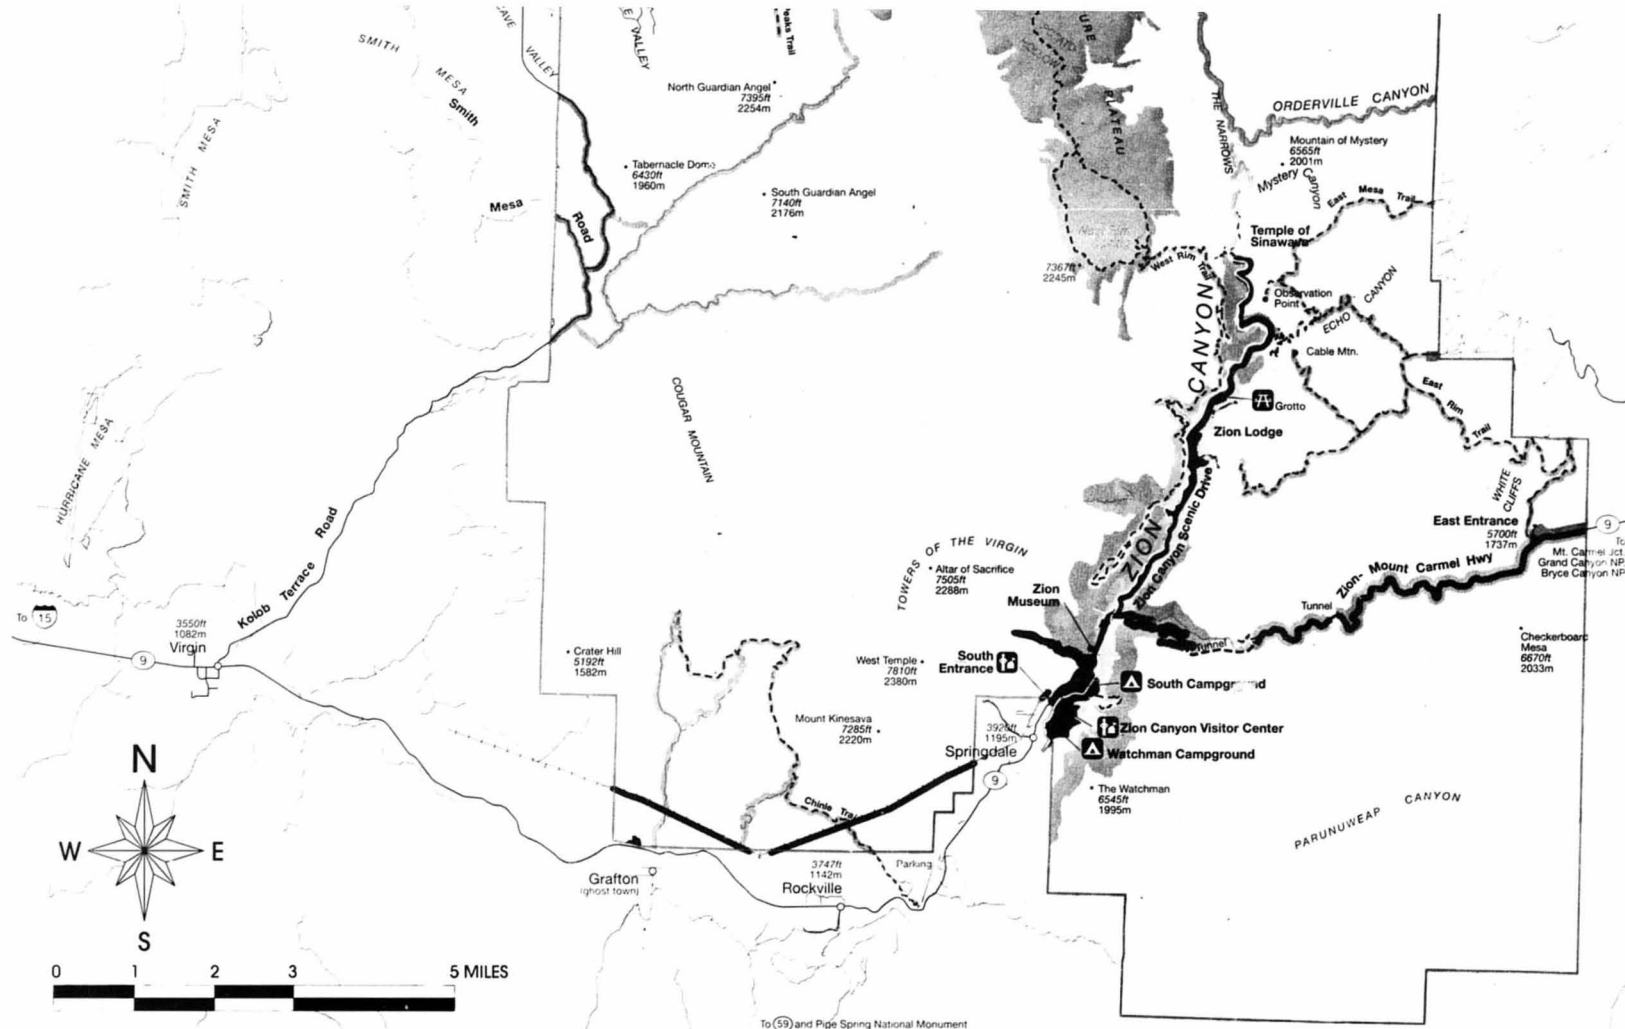 SMITH
MESA
Smith
SMITH MESA
Mesa
Road
VALLEY
E VALLEY
eaks Trail
North Guardian Angel
7395ft
2254m
Tabernacle Dome
6430ft
1960m
South Guardian Angel
7140ft
2176m
PLATEAU
THE NARROWS
ORDERVILLE CANYON
Mountain of Mystery
6565ft
2001m
Mystery Canyon
East Mesa Trail
Temple of
Sinawava
7367ft
2245m
West Rim Trail
Observation
Point
ECHO CANYON
Cable Mtn.
ZION CANYON
Grotto
Zion Lodge
East Rim Trail
WHITE
CLIFFS
East Entrance
5700ft
1737m
9
To
Mt. Carmel Jct.
Grand Canyon NP
Bryce Canyon NP
Zion Canyon Scenic Drive
Zion- Mount Carmel Hwy
Tunnel
Tunnel
Checkerboard
Mesa
6670ft
2033m
HURRICANE MESA
COUGAR MOUNTAIN
Kolob Terrace Road
To 15
3550ft
1082m
Virgin
9
TOWERS OF THE VIRGIN
Altar of Sacrifice
7505ft
2288m
Zion
Museum
Crater Hill
5192ft
1582m
West Temple
7810ft
2380m
South
Entrance
South Campground
Mount Kinesava
7285ft
2220m
3920ft
1195m
Springdale
Zion Canyon Visitor Center
Watchman Campground
9
The Watchman
6545ft
1995m
PARUNUWEAP CANYON
Chinle Trail
Parking
3747ft
1142m
Rockville
Grafton
(ghost town)
N
W
E
S
0 1 2 3 5 MILES
To 59 and Pipe Spring National Monument